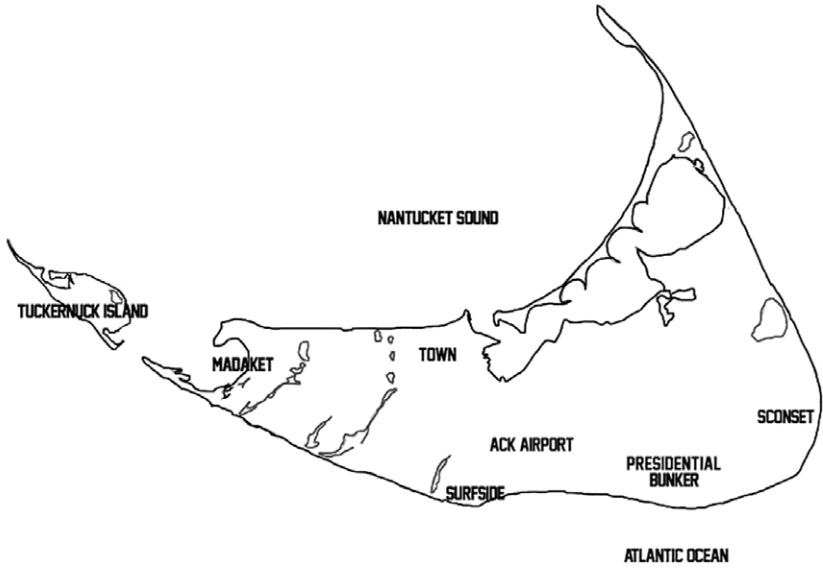 NANTUCKET SOUND
TUCKERNUCK ISLAND
MADAKET
TOWN
SCONSET
ACK AIRPORT
PRESIDENTIAL
BUNKER
SURFSIDE
ATLANTIC OCEAN